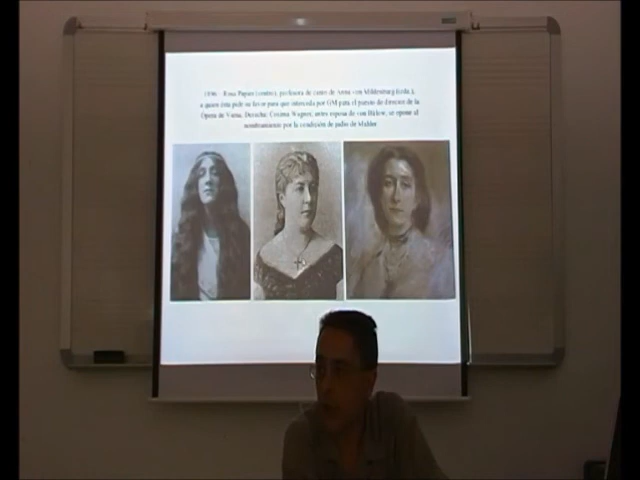 1896 - Rosa Papier (centro), profesora de canto de Anna von Mildenburg (izda.),
a quien ésta pide su favor para que interceda por GM para el puesto de director de la
Ópera de Viena. Derecha: Cosima Wagner, antes esposa de von Bülow, se opone al
nombramiento por la condición de judío de Mahler